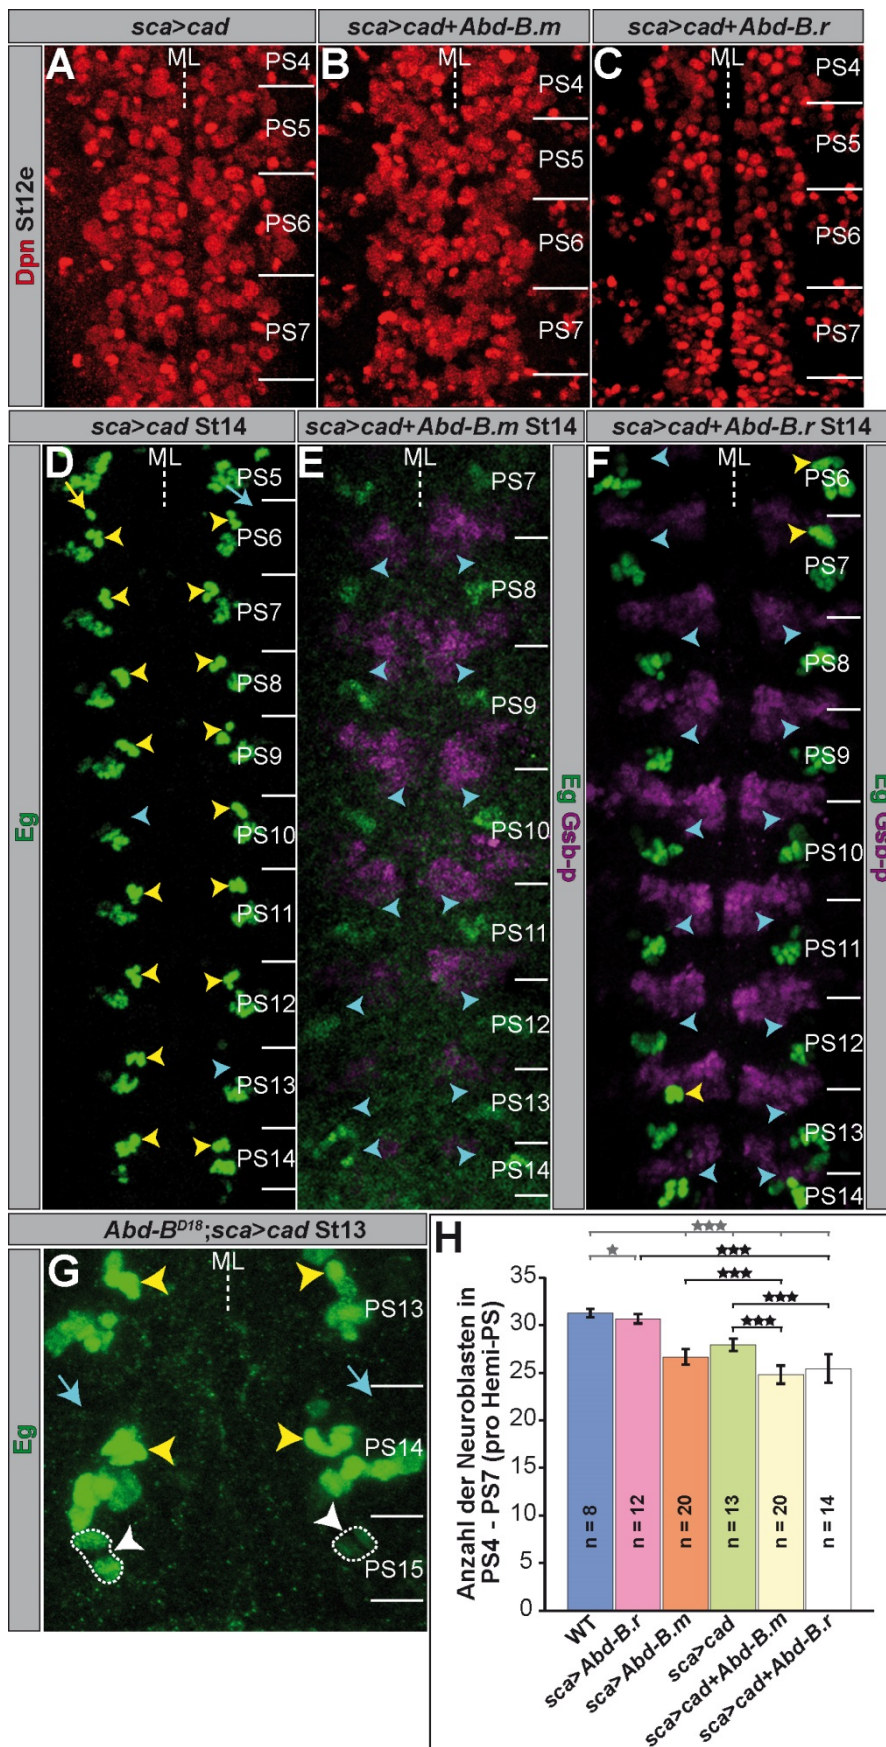 sca>cad
sca>cad+Abd-B.m
sca>cad+Abd-B.r
Dpn St12e
A
ML
PS4
PS5
PS6
PS7
B
ML
PS4
PS5
PS6
PS7
C
ML
PS4
PS5
PS6
PS7
sca>cad St14
sca>cad+Abd-B.m St14
sca>cad+Abd-B.r St14
Eg
D
ML
PS5
PS6
PS7
PS8
PS9
PS10
PS11
PS12
PS13
PS14
E
ML
PS7
PS8
PS9
PS10
PS11
PS12
PS13
PS14
Eg Gsb-p
F
ML
PS6
PS7
PS8
PS9
PS10
PS11
PS12
PS13
PS14
Eg Gsb-p
Abd-B^D18;sca>cad St13
Eg
G
ML
PS13
PS14
PS15
H
Anzahl der Neuroblasten in
PS4 - PS7 (pro Hemi-PS)
35
30
25
20
15
10
5
0
n = 8
n = 12
n = 20
n = 13
n = 20
n = 14
WT
sca>Abd-B.r
sca>Abd-B.m
sca>cad
sca>cad+Abd-B.m
sca>cad+Abd-B.r